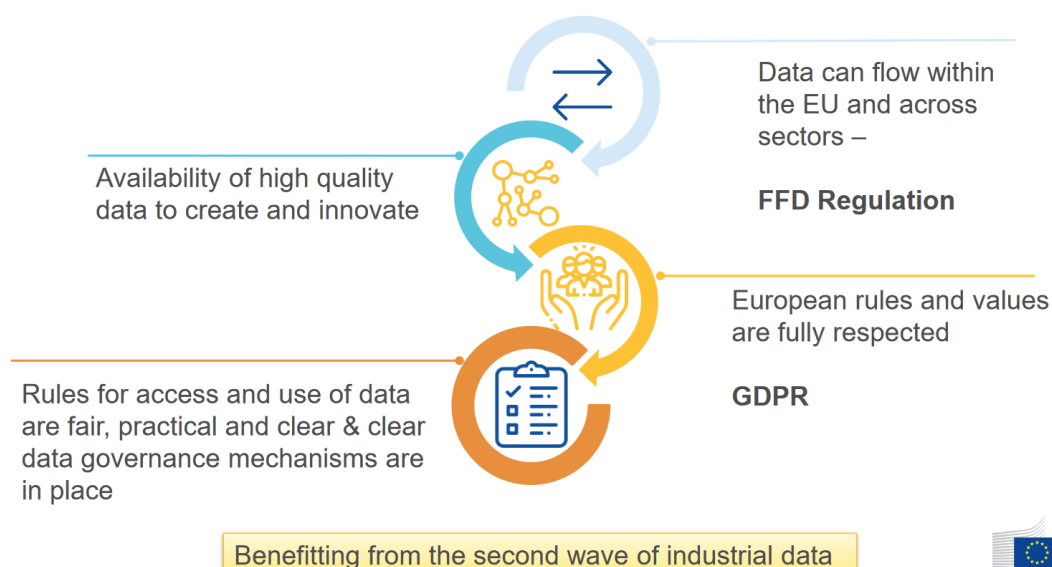 Data can flow within
the EU and across
sectors –
FFD Regulation
Availability of high quality
data to create and innovate
European rules and values
are fully respected
GDPR
Rules for access and use of data
are fair, practical and clear & clear
data governance mechanisms are
in place
Benefitting from the second wave of industrial data